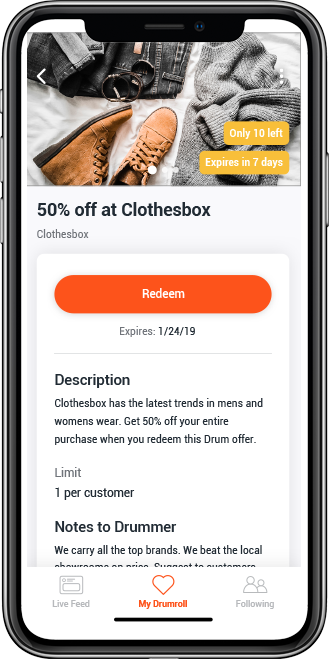 Only 10 left
Expires in 7 days
50% off at Clothesbox
Clothesbox
Redeem
Expires: 1/24/19
Description
Clothesbox has the latest trends in mens and
womens wear. Get 50% off your entire
purchase when you redeem this Drum offer.
Limit
1 per customer
Notes to Drummer
We carry all the top brands. We beat the local
showrooms on price. Suggest to customers
Live Feed
My Drumroll
Following